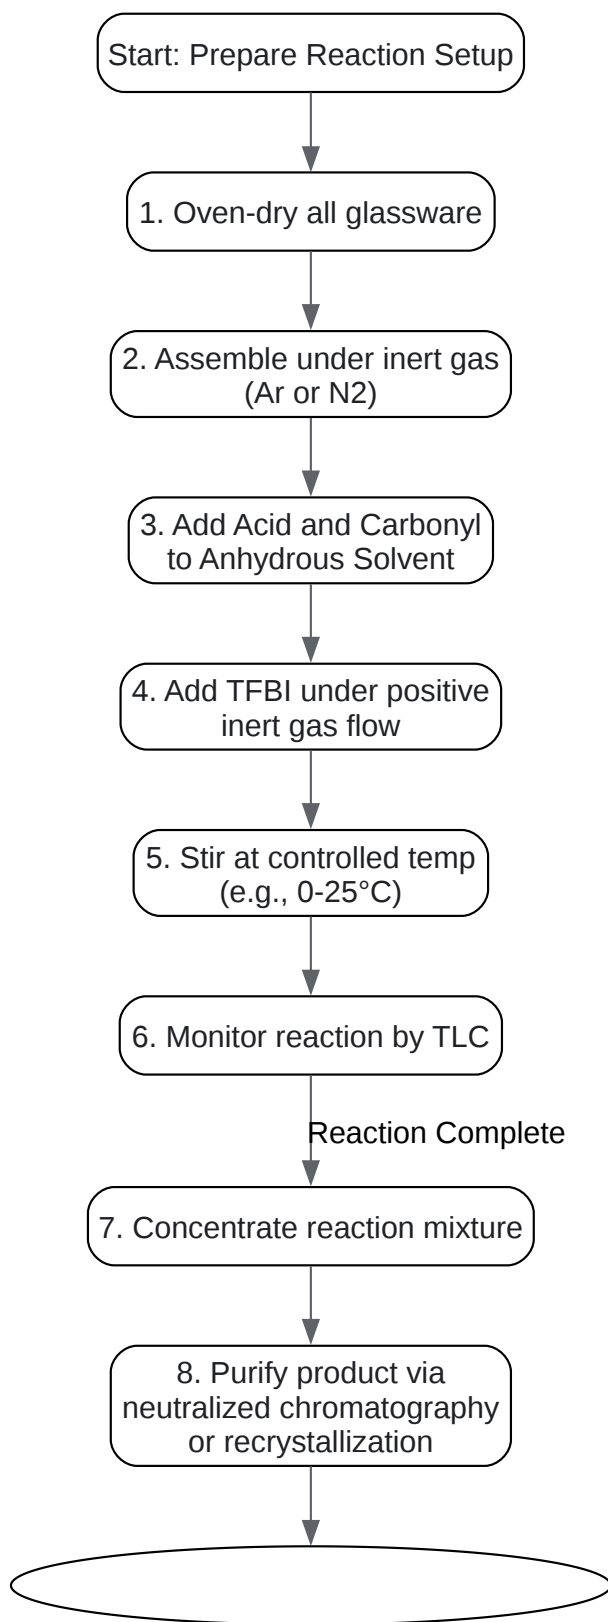 Start: Prepare Reaction Setup
1. Oven-dry all glassware
2. Assemble under inert gas
(Ar or N2)
3. Add Acid and Carbonyl
to Anhydrous Solvent
4. Add TFBI under positive
inert gas flow
5. Stir at controlled temp
(e.g., 0-25°C)
6. Monitor reaction by TLC
Reaction Complete
7. Concentrate reaction mixture
8. Purify product via
neutralized chromatography
or recrystallization